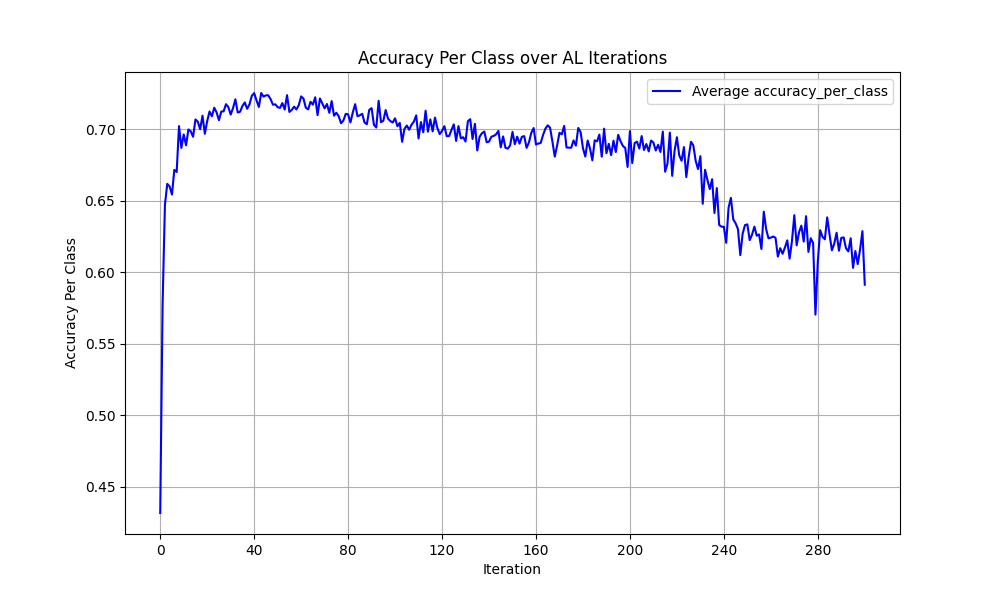 Accuracy Per Class over AL Iterations
Average accuracy_per_class
Accuracy Per Class
0.70
0.65
0.60
0.55
0.50
0.45
0 40 80 120 160 200 240 280
Iteration